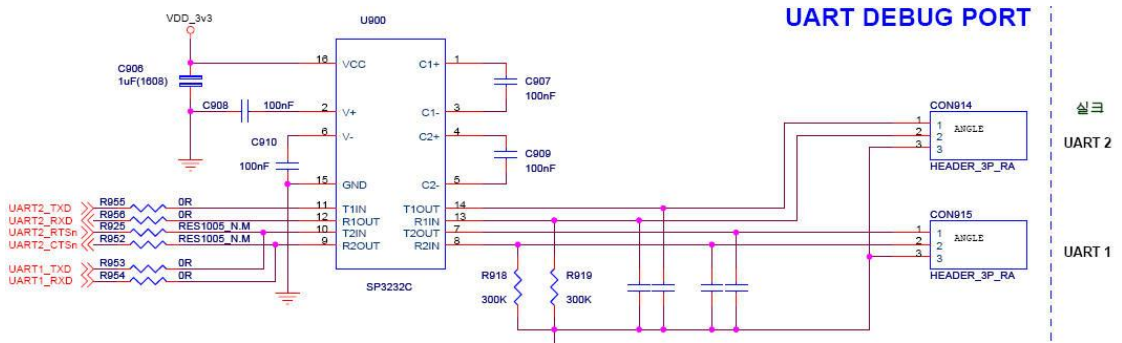 UART DEBUG PORT
VDD_3v3
U900
C906
1uF(1608)
16 VCC C1+ 1
C907
100nF
C908 100nF 2 V+ C1- 3
6 V- C2+ 4
C910
100nF
C909
100nF
15 GND C2- 5
UART2_TXD R955 0R 11 T1IN T1OUT 14
UART2_RXD R956 0R 12 R1OUT R1IN 13
UART2_RTSn R925 RES1005_N.M 10 T2IN T2OUT 7
UART2_CTSn R952 RES1005_N.M 9 R2OUT R2IN 8
UART1_TXD R953 0R
UART1_RXD R954 0R
SP3232C
R918
300K
R919
300K
CON914
1 1 ANGLE
2 2
3 3
HEADER_3P_RA
실크
UART 2
CON915
1 1 ANGLE
2 2
3 3
HEADER_3P_RA
UART 1